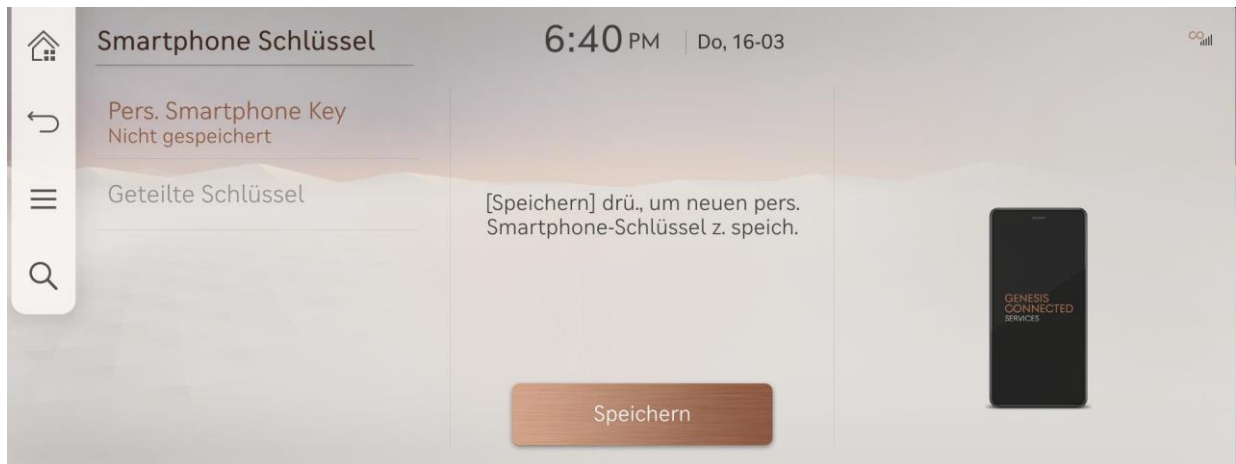 Smartphone Schlüssel
6:40 PM
Do, 16-03
Pers. Smartphone Key
Nicht gespeichert
Geteilte Schlüssel
[Speichern] drü., um neuen pers.
Smartphone-Schlüssel z. speich.
Speichern
GENESIS
CONNECTED
SERVICES